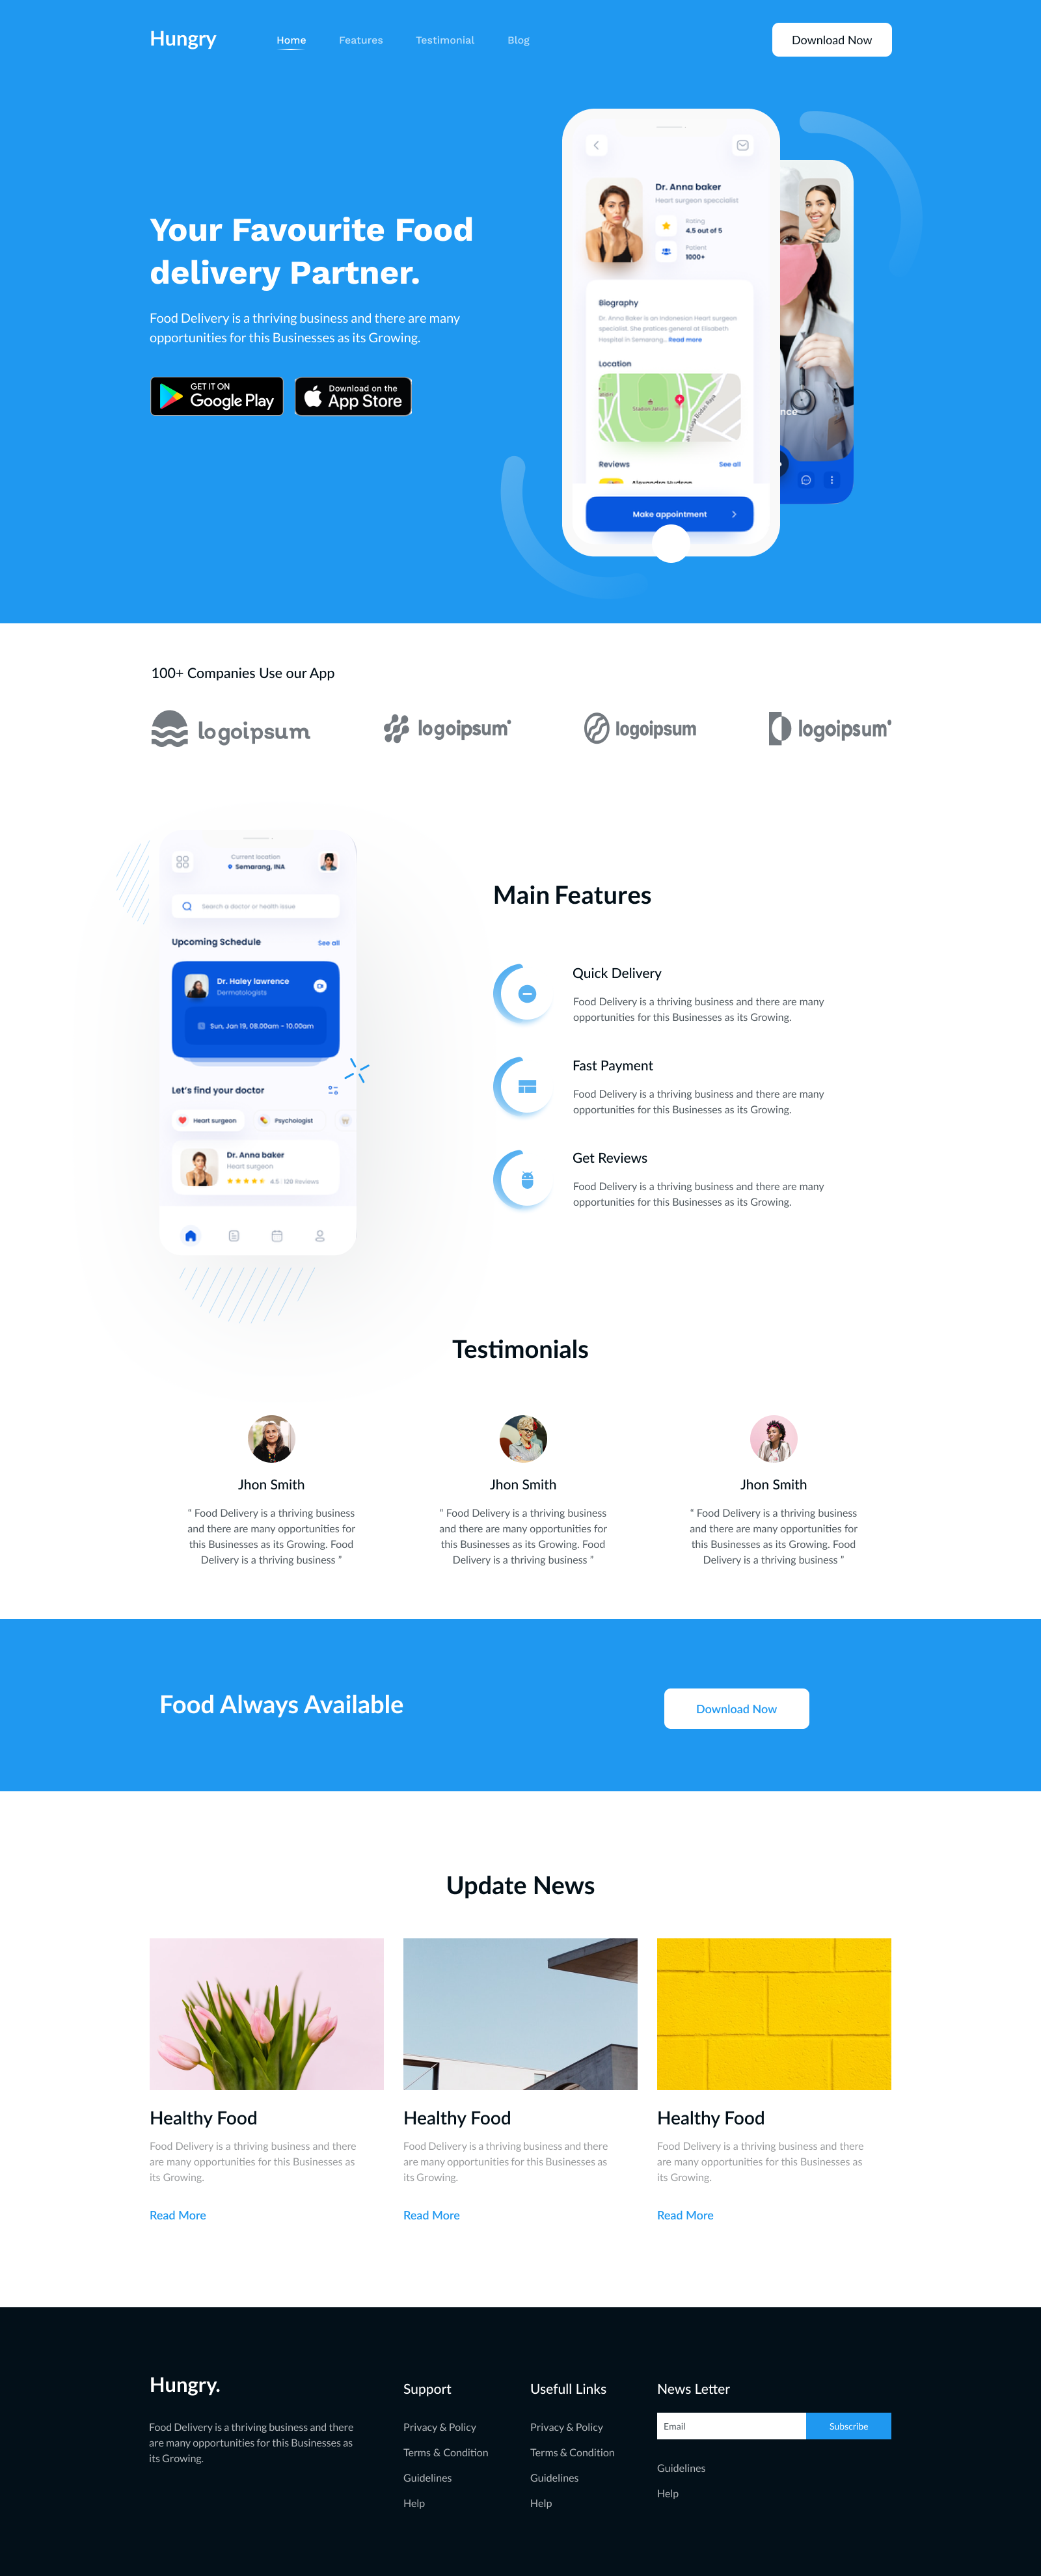 Hungry
Home
Features
Testimonial
Blog
Download Now
Your Favourite Food
delivery Partner.
Food Delivery is a thriving business and there are many
opportunities for this Businesses as its Growing.
GET IT ON
Google Play
Download on the
App Store
Dr. Anna baker
Heart surgeon speccialist
Rating
4.5 out of 5
Patient
1000+
Biography
Dr. Anna Baker is an Indonesian Heart surgeon
specialist. She pratices general at Elisabeth
Hospital in Semarang... Read more
Location
Stadion Jatidiri
Reviews
See all
Alexandra Hudson
Make appointment
nce
100+ Companies Use our App
logoipsum
logoipsum
logoipsum
logoipsum
Current location
Semarang, INA
Search a doctor or health issue
Upcoming Schedule
See all
Dr. Haley lawrence
Dermatologists
Sun, Jan 19, 08.00am - 10.00am
Let's find your doctor
Heart surgeon
Psychologist
Dr. Anna baker
Heart surgeon
4.5 | 120 Reviews
Main Features
Quick Delivery
Food Delivery is a thriving business and there are many
opportunities for this Businesses as its Growing.
Fast Payment
Food Delivery is a thriving business and there are many
opportunities for this Businesses as its Growing.
Get Reviews
Food Delivery is a thriving business and there are many
opportunities for this Businesses as its Growing.
Testimonials
Jhon Smith
" Food Delivery is a thriving business
and there are many opportunities for
this Businesses as its Growing. Food
Delivery is a thriving business "
Jhon Smith
" Food Delivery is a thriving business
and there are many opportunities for
this Businesses as its Growing. Food
Delivery is a thriving business "
Jhon Smith
" Food Delivery is a thriving business
and there are many opportunities for
this Businesses as its Growing. Food
Delivery is a thriving business "
Food Always Available
Download Now
Update News
Healthy Food
Food Delivery is a thriving business and there
are many opportunities for this Businesses as
its Growing.
Read More
Healthy Food
Food Delivery is a thriving business and there
are many opportunities for this Businesses as
its Growing.
Read More
Healthy Food
Food Delivery is a thriving business and there
are many opportunities for this Businesses as
its Growing.
Read More
Hungry.
Food Delivery is a thriving business and there
are many opportunities for this Businesses as
its Growing.
Support
Privacy & Policy
Terms & Condition
Guidelines
Help
Usefull Links
Privacy & Policy
Terms & Condition
Guidelines
Help
News Letter
Email
Subscribe
Guidelines
Help